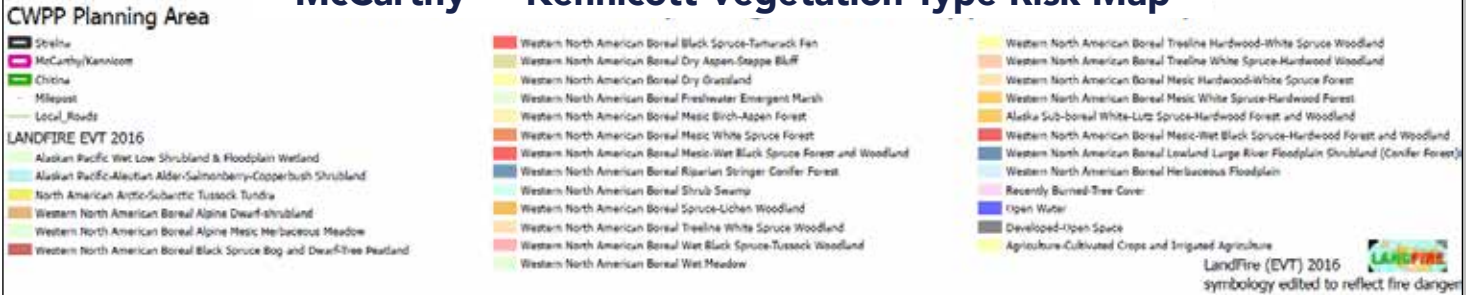 McCarthy Kennicott Vegetation Type Risk Map
CWPP Planning Area
Strelna
McCarthy/Kennicott
Chitina
Milepost
Local_Roads
LANDFIRE EVT 2016
Alaskan Pacific Wet Low Shrubland & Floodplain Wetland
Alaskan Pacific-Aleutian Alder-Salmonberry-Copperbush Shrubland
North American Arctic-Subarctic Tussock Tundra
Western North American Boreal Alpine Dwarf-shrubland
Western North American Boreal Alpine Mesic Herbaceous Meadow
Western North American Boreal Black Spruce Bog and Dwarf-Tree Peatland
Western North American Boreal Black Spruce-Tamarack Fen
Western North American Boreal Dry Aspen-Steppe Bluff
Western North American Boreal Dry Grassland
Western North American Boreal Freshwater Emergent Marsh
Western North American Boreal Mesic Birch-Aspen Forest
Western North American Boreal Mesic White Spruce Forest
Western North American Boreal Mesic-Wet Black Spruce Forest and Woodland
Western North American Boreal Riparian Stringer Conifer Forest
Western North American Boreal Shrub Swamp
Western North American Boreal Spruce-Lichen Woodland
Western North American Boreal Treeline White Spruce Woodland
Western North American Boreal Wet Black Spruce-Tussock Woodland
Western North American Boreal Wet Meadow
Western North American Boreal Treeline Hardwood-White Spruce Woodland
Western North American Boreal Treeline White Spruce-Hardwood Woodland
Western North American Boreal Mesic Hardwood-White Spruce Forest
Western North American Boreal Mesic White Spruce-Hardwood Forest
Alaska Sub-boreal White-Lutz Spruce-Hardwood Forest and Woodland
Western North American Boreal Mesic-Wet Black Spruce-Hardwood Forest and Woodland
Western North American Boreal Lowland Large River Floodplain Shrubland (Conifer Forest)
Western North American Boreal Herbaceous Floodplain
Recently Burned-Tree Cover
Open Water
Developed-Open Space
Agriculture-Cultivated Crops and Irrigated Agriculture
LANDFIRE
LandFire (EVT) 2016
symbology edited to reflect fire danger